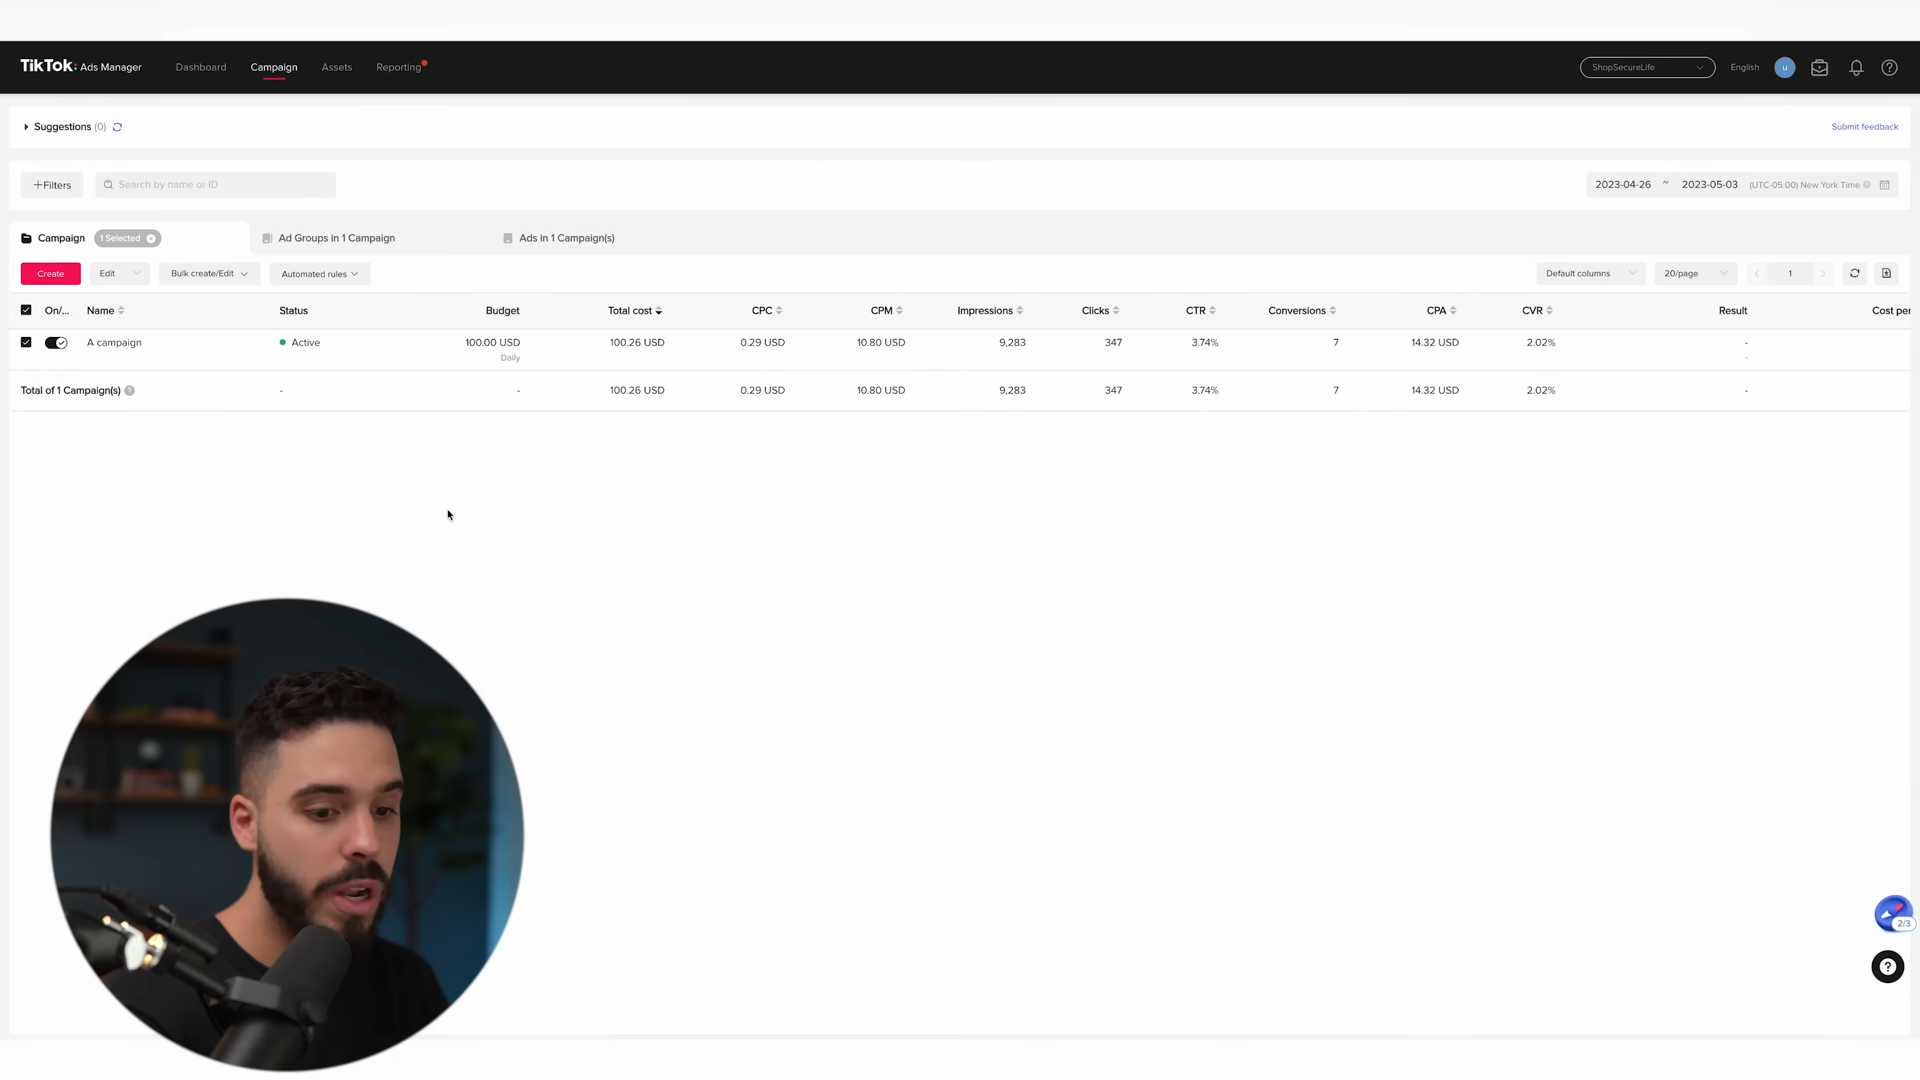 TikTok: Ads Manager Dashboard Campaign Assets Reporting ShopSecureLife English u
Suggestions (0) Submit feedback
+Filters Search by name or ID 2023-04-26 ~ 2023-05-03 (UTC-05:00) New York Time
Campaign 1 Selected Ad Groups in 1 Campaign Ads in 1 Campaign(s)
Create Edit Bulk create/Edit Automated rules Default columns 20/page 1
On/... Name Status Budget Total cost CPC CPM Impressions Clicks CTR Conversions CPA CVR Result Cost per
A campaign Active 100.00 USD 100.26 USD 0.29 USD 10.80 USD 9,283 347 3.74% 7 14.32 USD 2.02% -
Daily -
Total of 1 Campaign(s) - - 100.26 USD 0.29 USD 10.80 USD 9,283 347 3.74% 7 14.32 USD 2.02% -
2/3